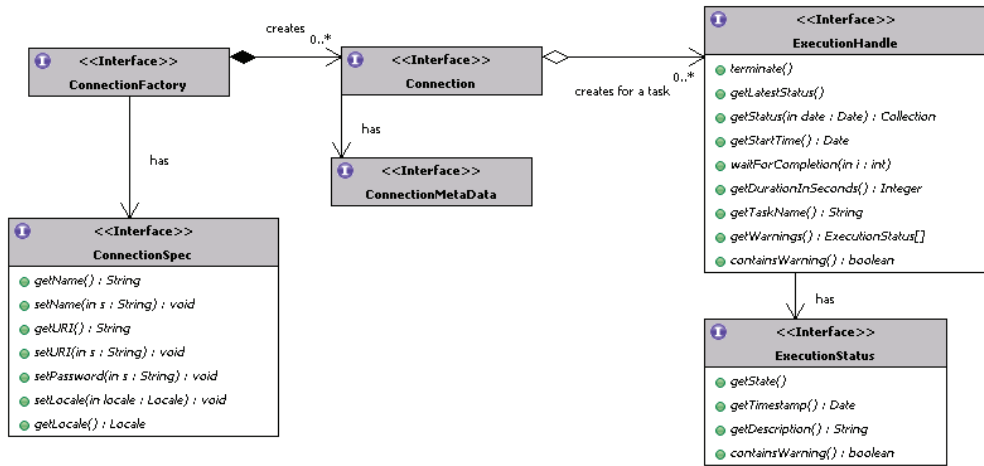 creates
0..*
<<Interface>>
ConnectionFactory
<<Interface>>
Connection
creates for a task
0..*
<<Interface>>
ExecutionHandle
terminate()
getLatestStatus()
getStatus(in date : Date) : Collection
getStartTime() : Date
waitForCompletion(in i : int)
getDurationInSeconds() : Integer
getTaskName() : String
getWarnings() : ExecutionStatus[]
containsWarning() : boolean
has
has
<<Interface>>
ConnectionMetaData
<<Interface>>
ConnectionSpec
getName() : String
setName(in s : String) : void
getURI() : String
setURI(in s : String) : void
setPassword(in s : String) : void
setLocale(in locale : Locale) : void
getLocale() : Locale
has
<<Interface>>
ExecutionStatus
getState()
getTimestamp() : Date
getDescription() : String
containsWarning() : boolean